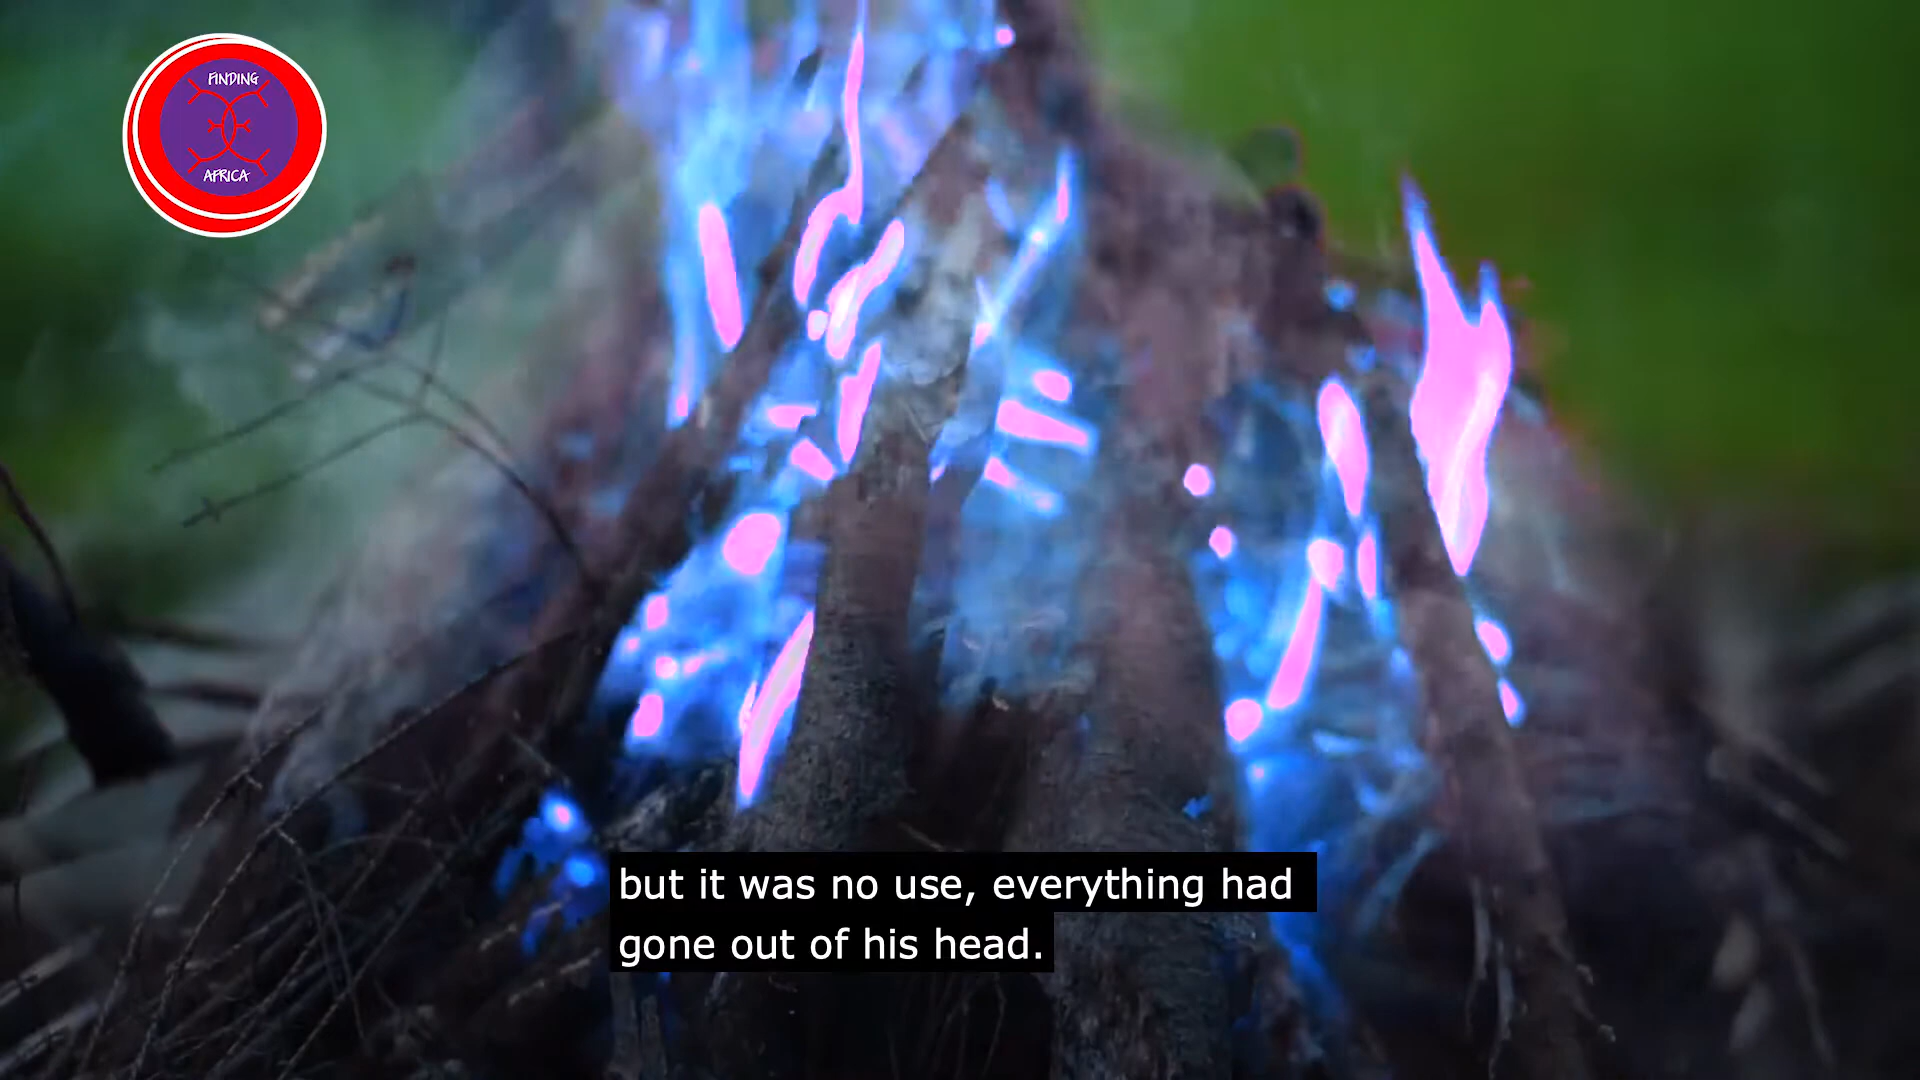 FINDING
AFRICA
but it was no use, everything had
gone out of his head.